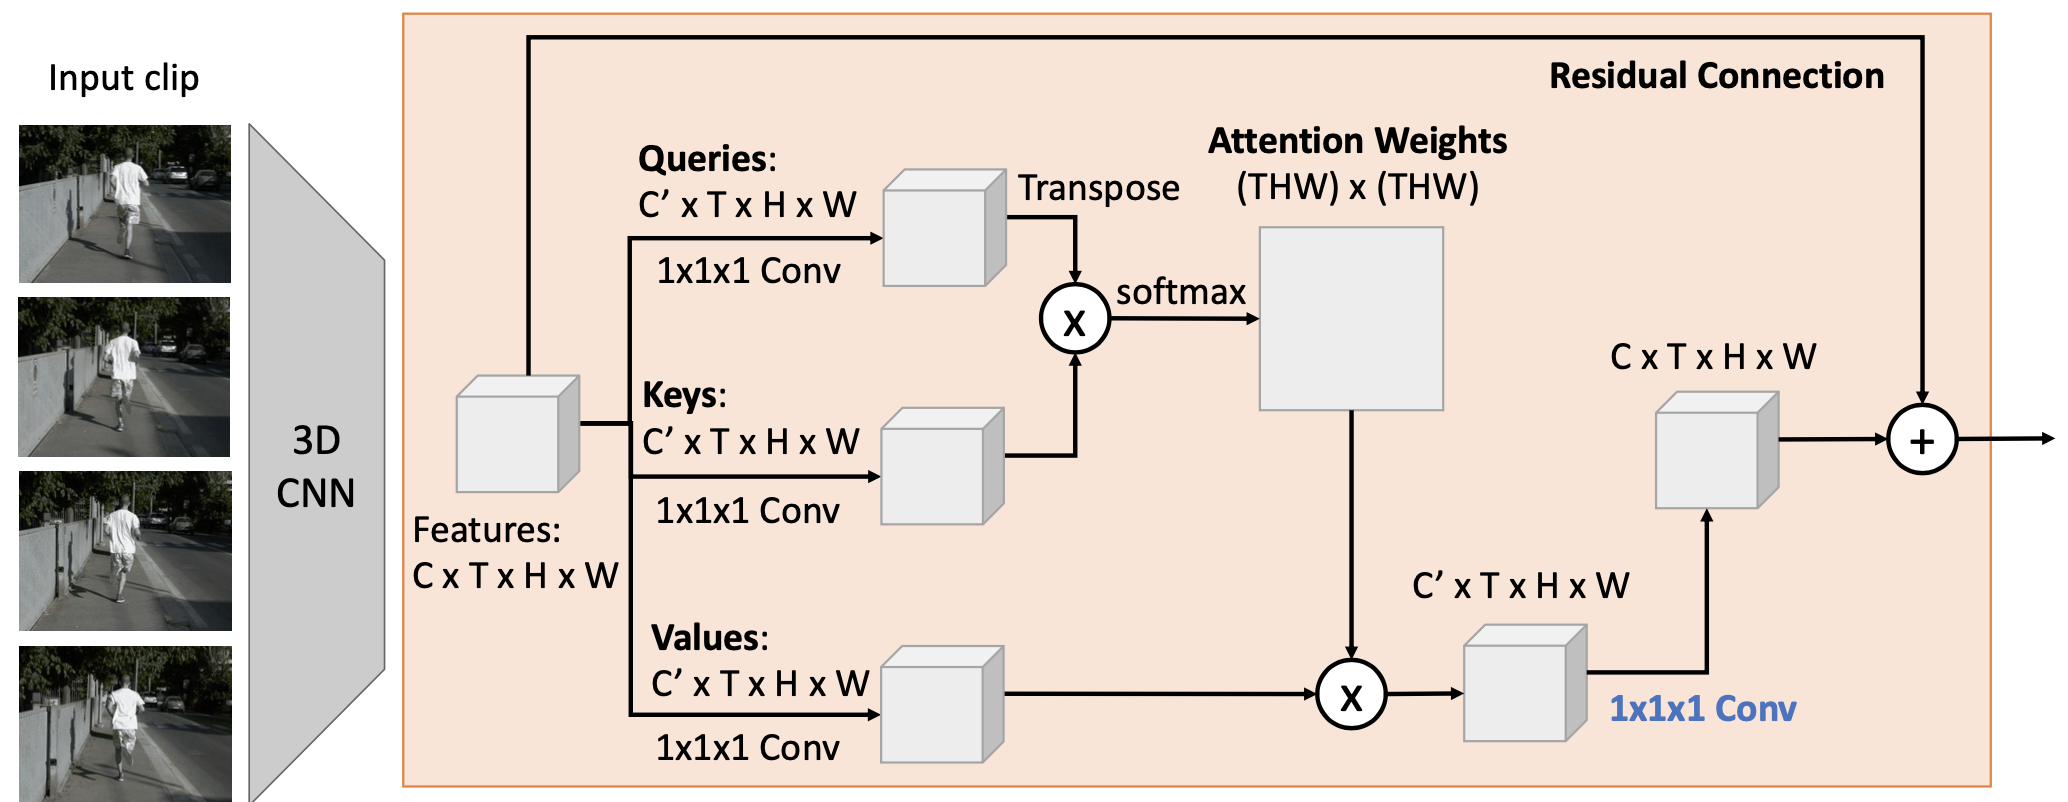 Input clip
3D
CNN
Features:
C x T x H x W
Queries:
C’ x T x H x W
1x1x1 Conv
Keys:
C’ x T x H x W
1x1x1 Conv
Values:
C’ x T x H x W
1x1x1 Conv
Transpose
X
softmax
Attention Weights
(THW) x (THW)
X
C’ x T x H x W
1x1x1 Conv
C x T x H x W
Residual Connection
+